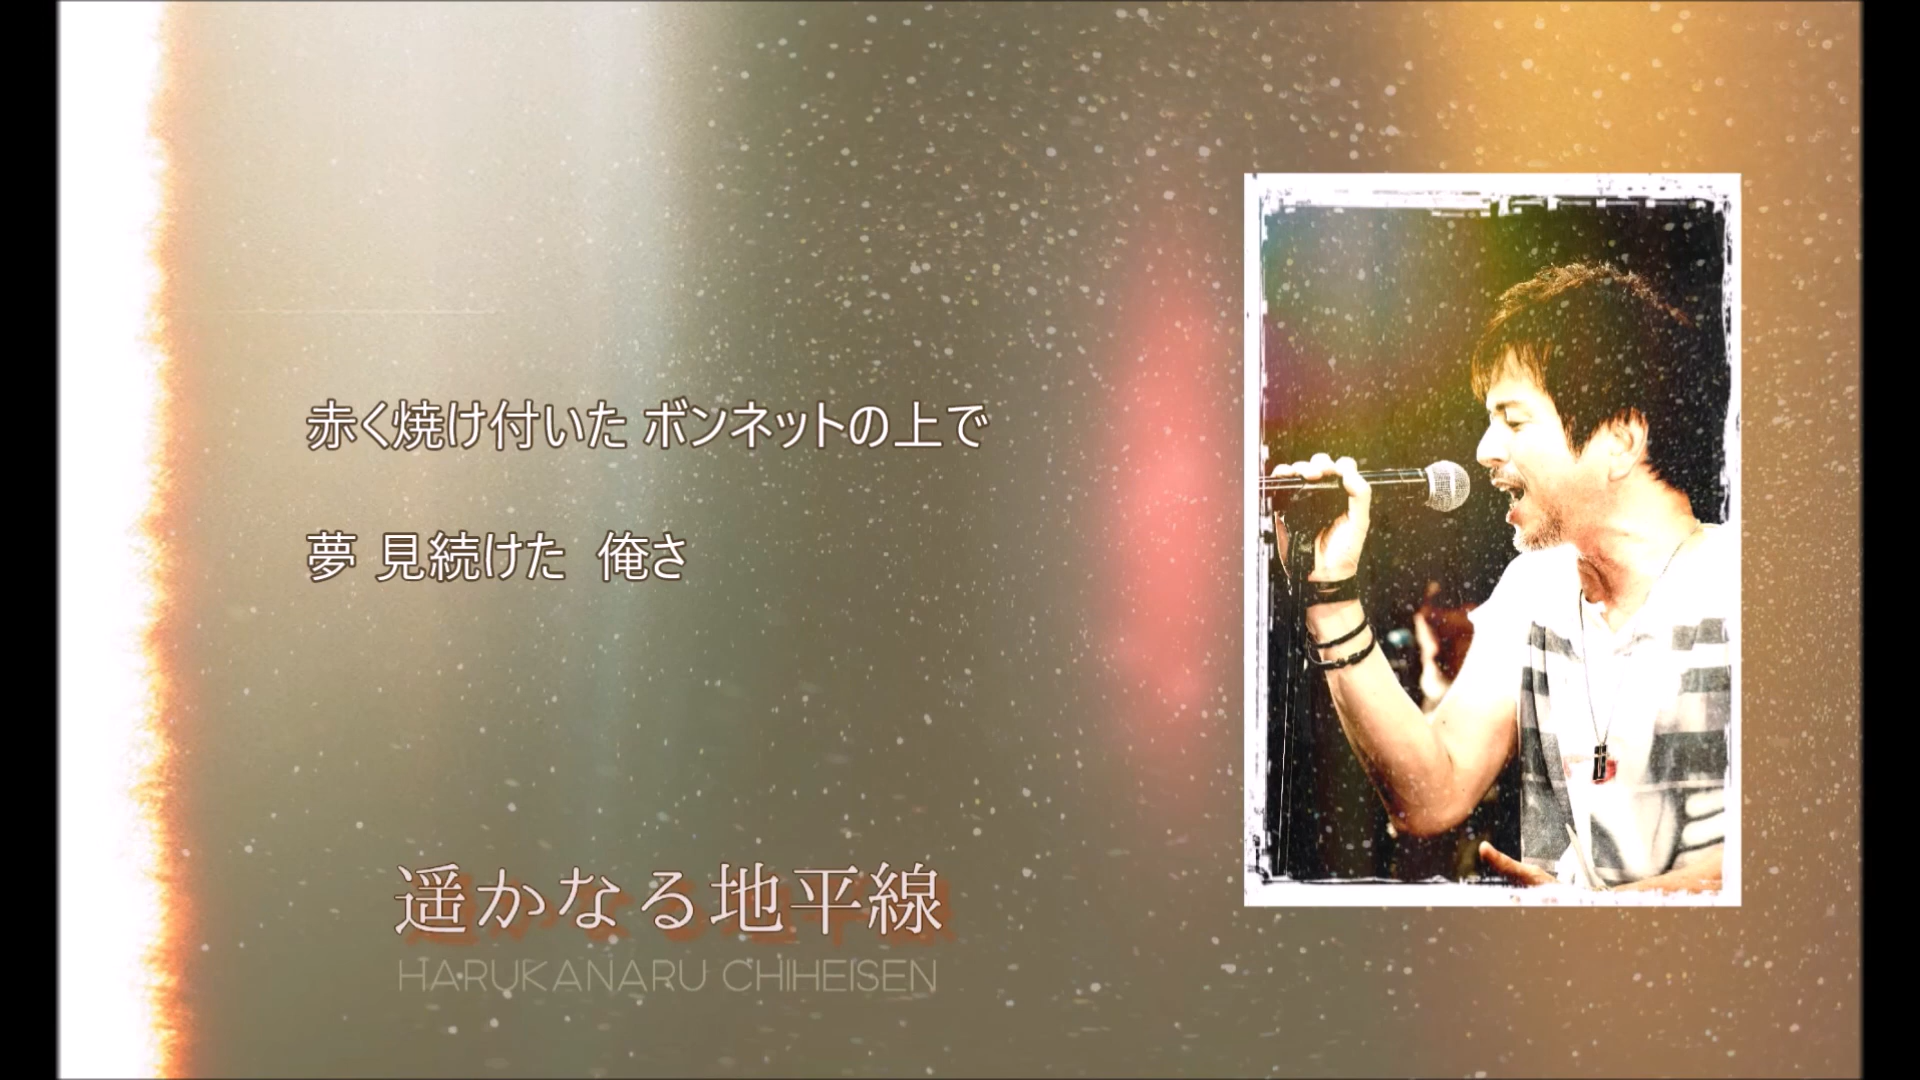 赤く焼け付いた ボンネットの上で
夢 見続けた 俺さ
遥かなる地平線
HARUKANARU CHIHEISEN